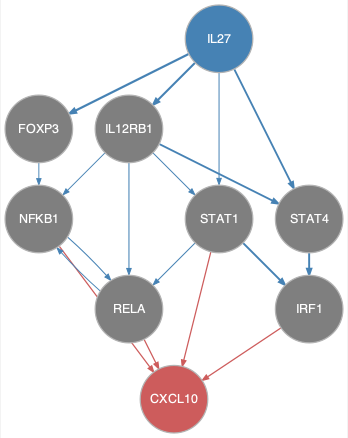 IL27
FOXP3
IL12RB1
NFKB1
STAT1
STAT4
RELA
IRF1
CXCL10